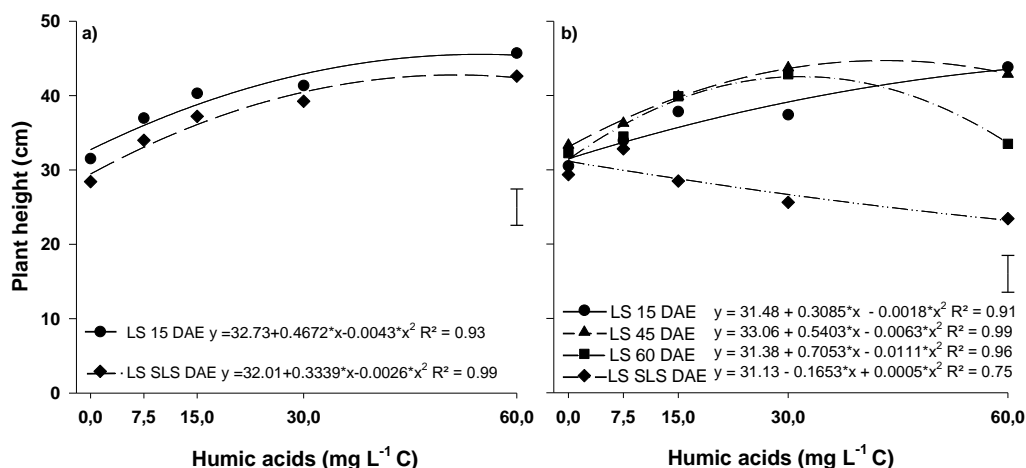 a)
b)
50
40
30
20
10
0
Plant height (cm)
LS 15 DAE y =32.73+0.4672*x-0.0043*x² R² = 0.93
LS SLS DAE y =32.01+0.3339*x-0.0026*x² R² = 0.99
LS 15 DAE y = 31.48 + 0.3085*x - 0.0018*x² R² = 0.91
LS 45 DAE y = 33.06 + 0.5403*x - 0.0063*x² R² = 0.99
LS 60 DAE y = 31.38 + 0.7053*x - 0.0111*x² R² = 0.96
LS SLS DAE y = 31.13 - 0.1653*x + 0.0005*x² R² = 0.75
0,0 7,5 15,0 30,0 60,0
0,0 7,5 15,0 30,0 60,0
Humic acids (mg L⁻¹ C)
Humic acids (mg L⁻¹ C)